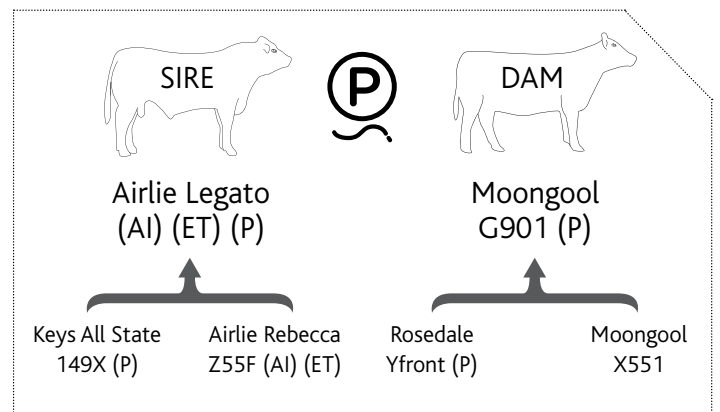 SIRE
P
DAM
Airlie Legato
(AI) (ET) (P)
Moongool
G901 (P)
Keys All State
149X (P)
Airlie Rebecca
Z55F (AI) (ET)
Rosedale
Yfront (P)
Moongool
X551